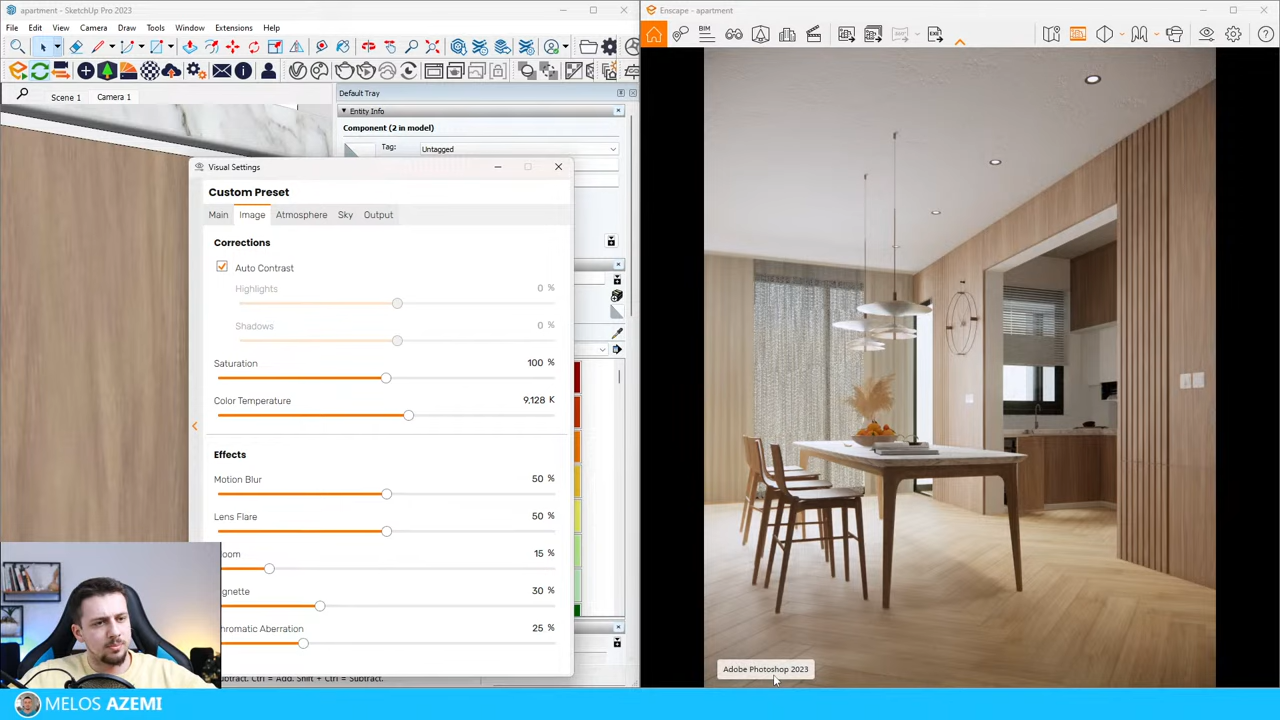 apartment - SketchUp Pro 2023
File Edit View Camera Draw Tools Window Extensions Help
Scene 1 Camera 1
Default Tray
Entity Info
Component (2 in model)
Tag: Untagged
Visual Settings
Custom Preset
Main Image Atmosphere Sky Output
Corrections
Auto Contrast
Highlights 0 %
Shadows 0 %
Saturation 100 %
Color Temperature 9.128 K
Effects
Motion Blur 50 %
Lens Flare 50 %
oom 15 %
gnette 30 %
hromatic Aberration 25 %
ubtract. Ctrl = Add. Shift + Ctrl = Subtract.
Enscape - apartment
BIM
Adobe Photoshop 2023
MELOS AZEMI